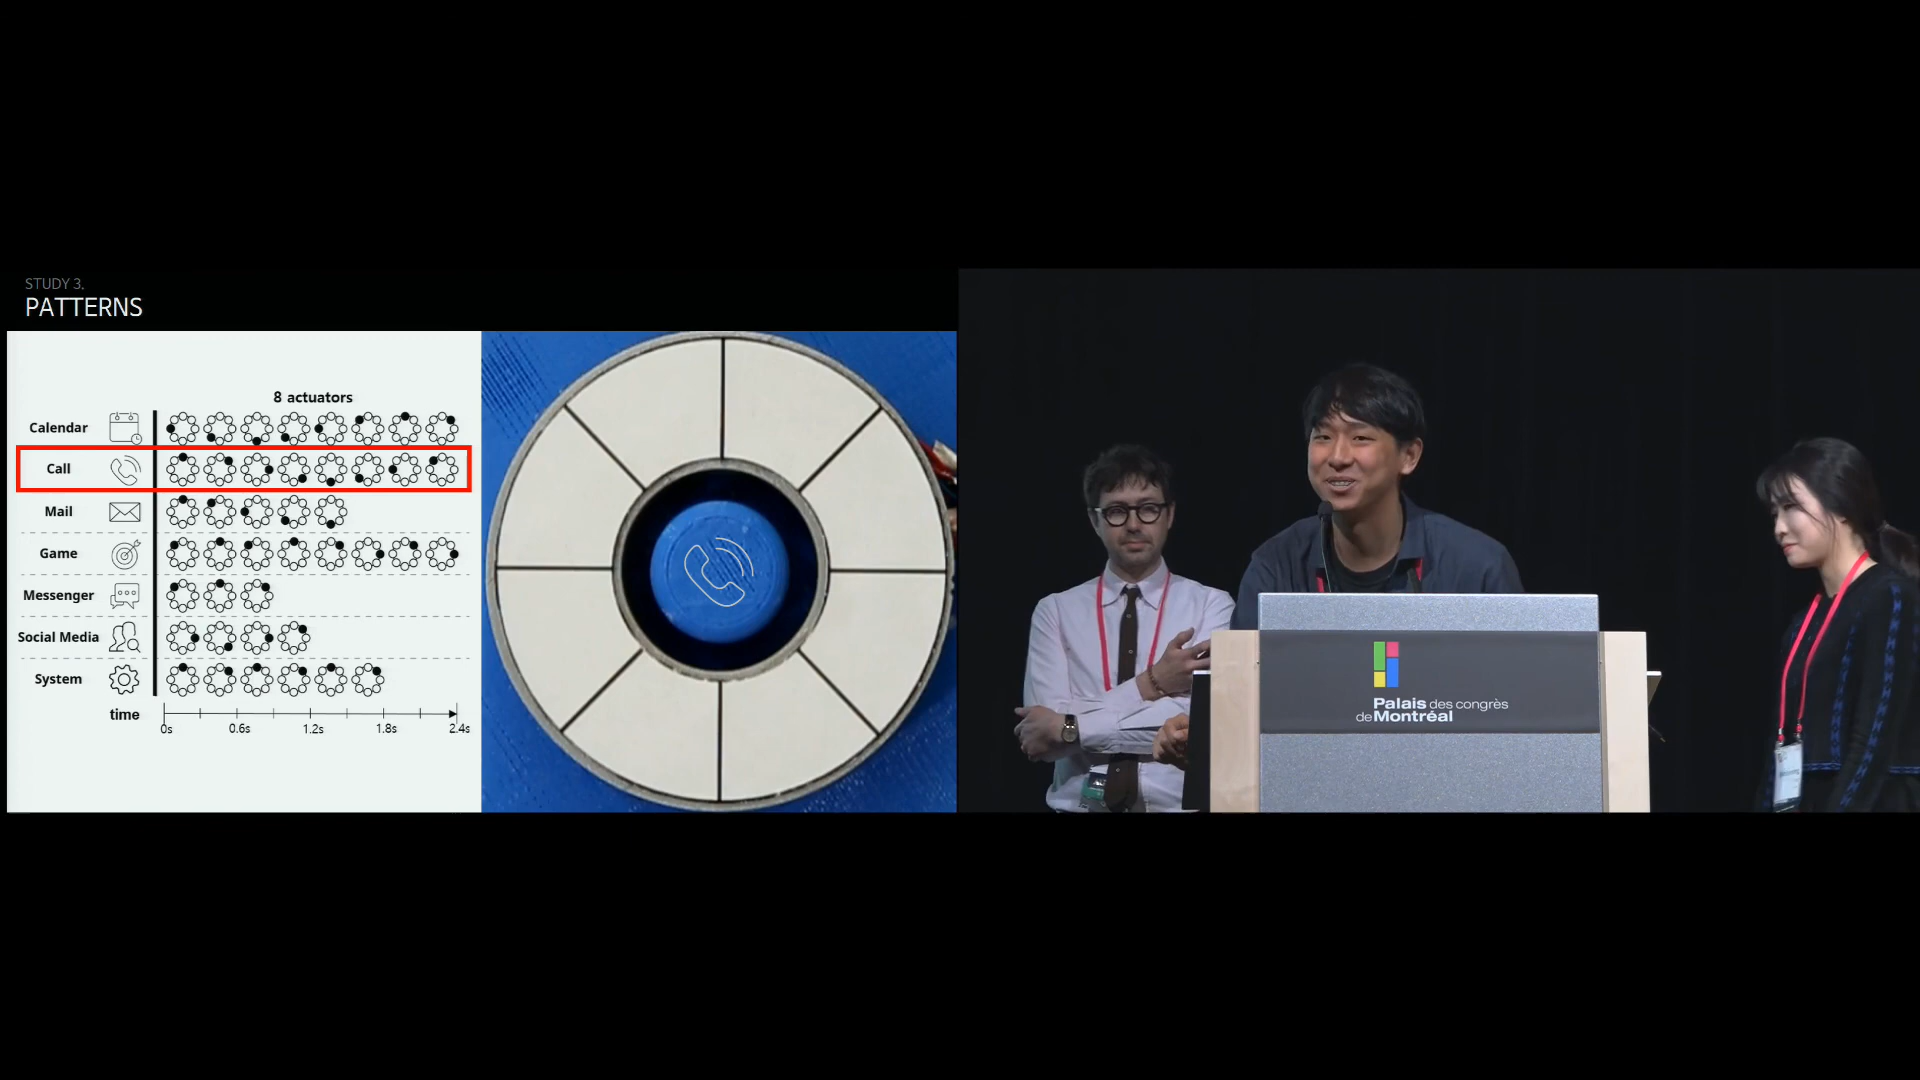 STUDY 3.
PATTERNS
8 actuators
Calendar
Call
Mail
Game
Messenger
Social Media
System
time
0s 0.6s 1.2s 1.8s 2.4s
Palais des congrès
de Montréal